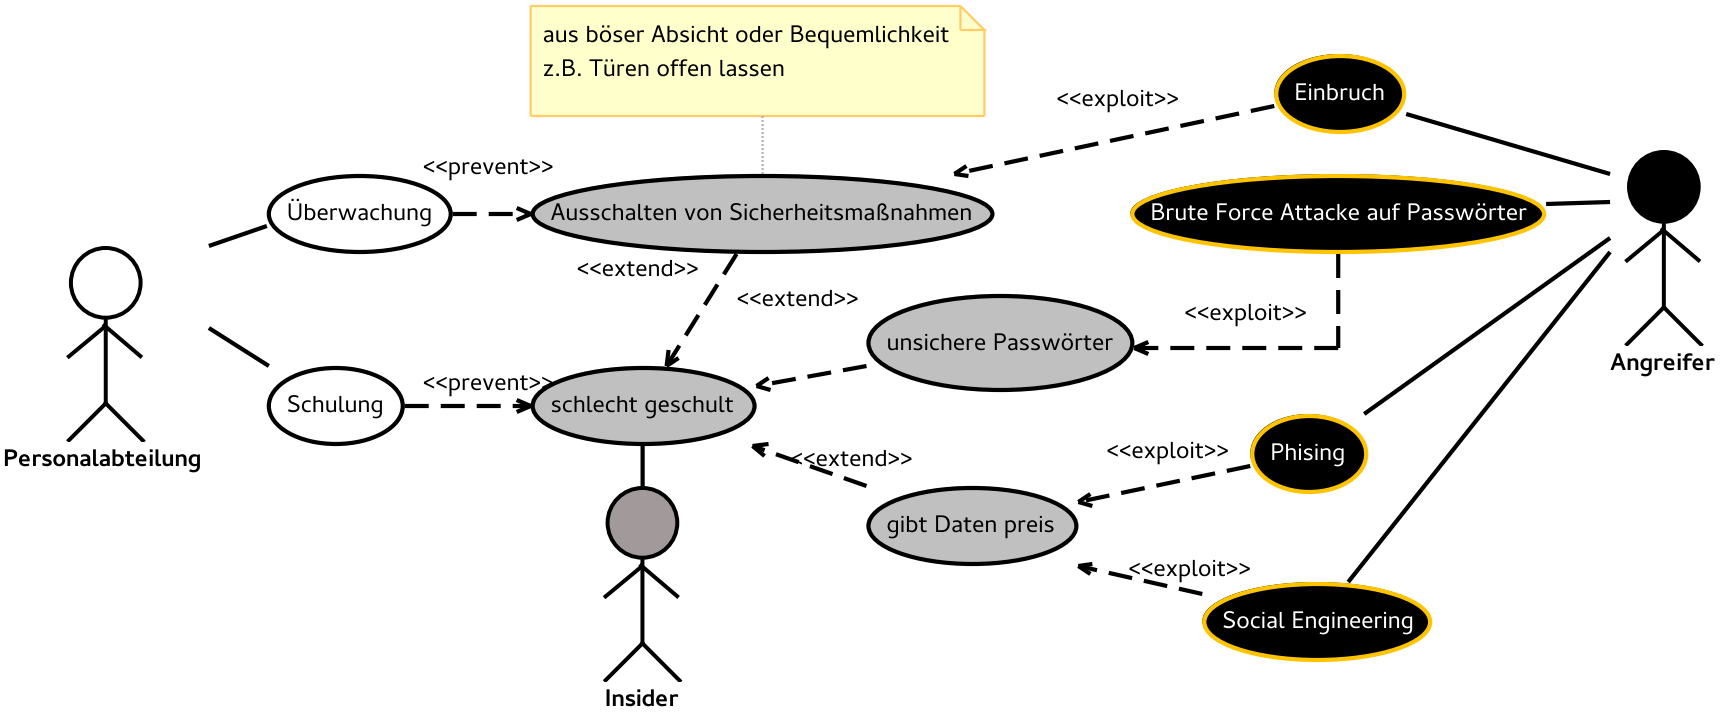 aus böser Absicht oder Bequemlichkeit
z.B. Türen offen lassen
<<exploit>>
Einbruch
<<prevent>>
Überwachung
Ausschalten von Sicherheitsmaßnahmen
Brute Force Attacke auf Passwörter
<<extend>>
<<extend>>
<<exploit>>
unsichere Passwörter
Angreifer
<<prevent>>
Schulung
schlecht geschult
Personalabteilung
<<extend>>
<<exploit>>
Phising
gibt Daten preis
<<exploit>>
Social Engineering
Insider